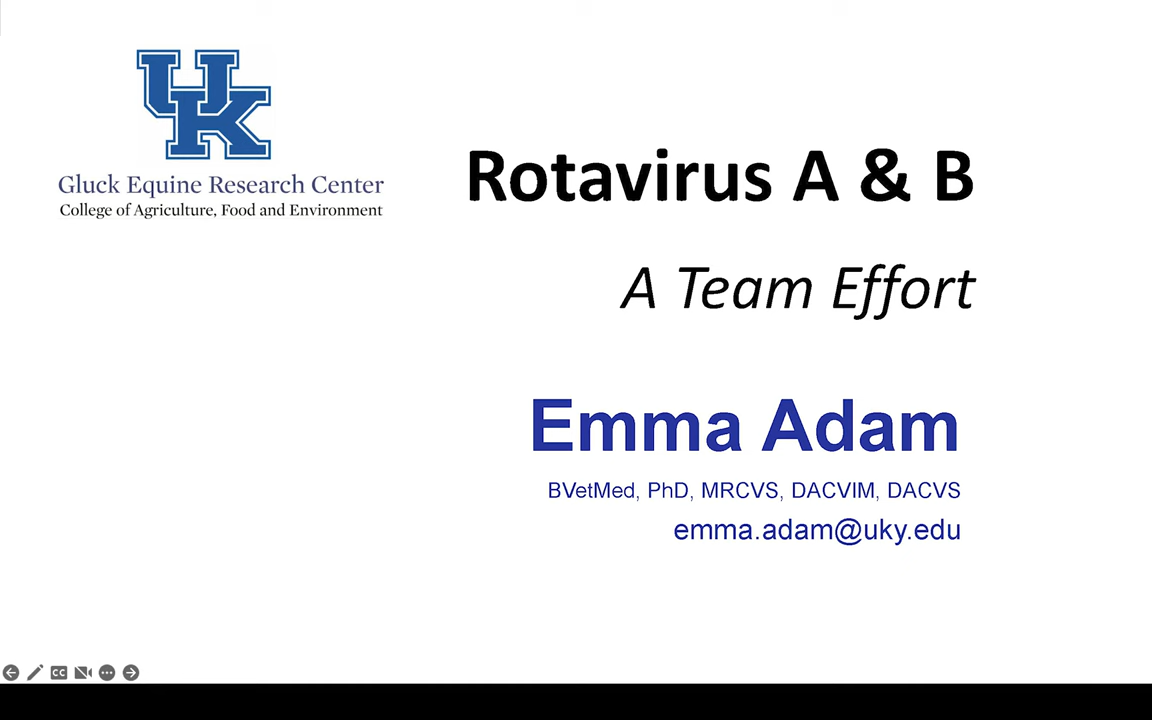 UK
Gluck Equine Research Center
College of Agriculture, Food and Environment
Rotavirus A & B
A Team Effort
Emma Adam
BVetMed, PhD, MRCVS, DACVIM, DACVS
emma.adam@uky.edu
CC